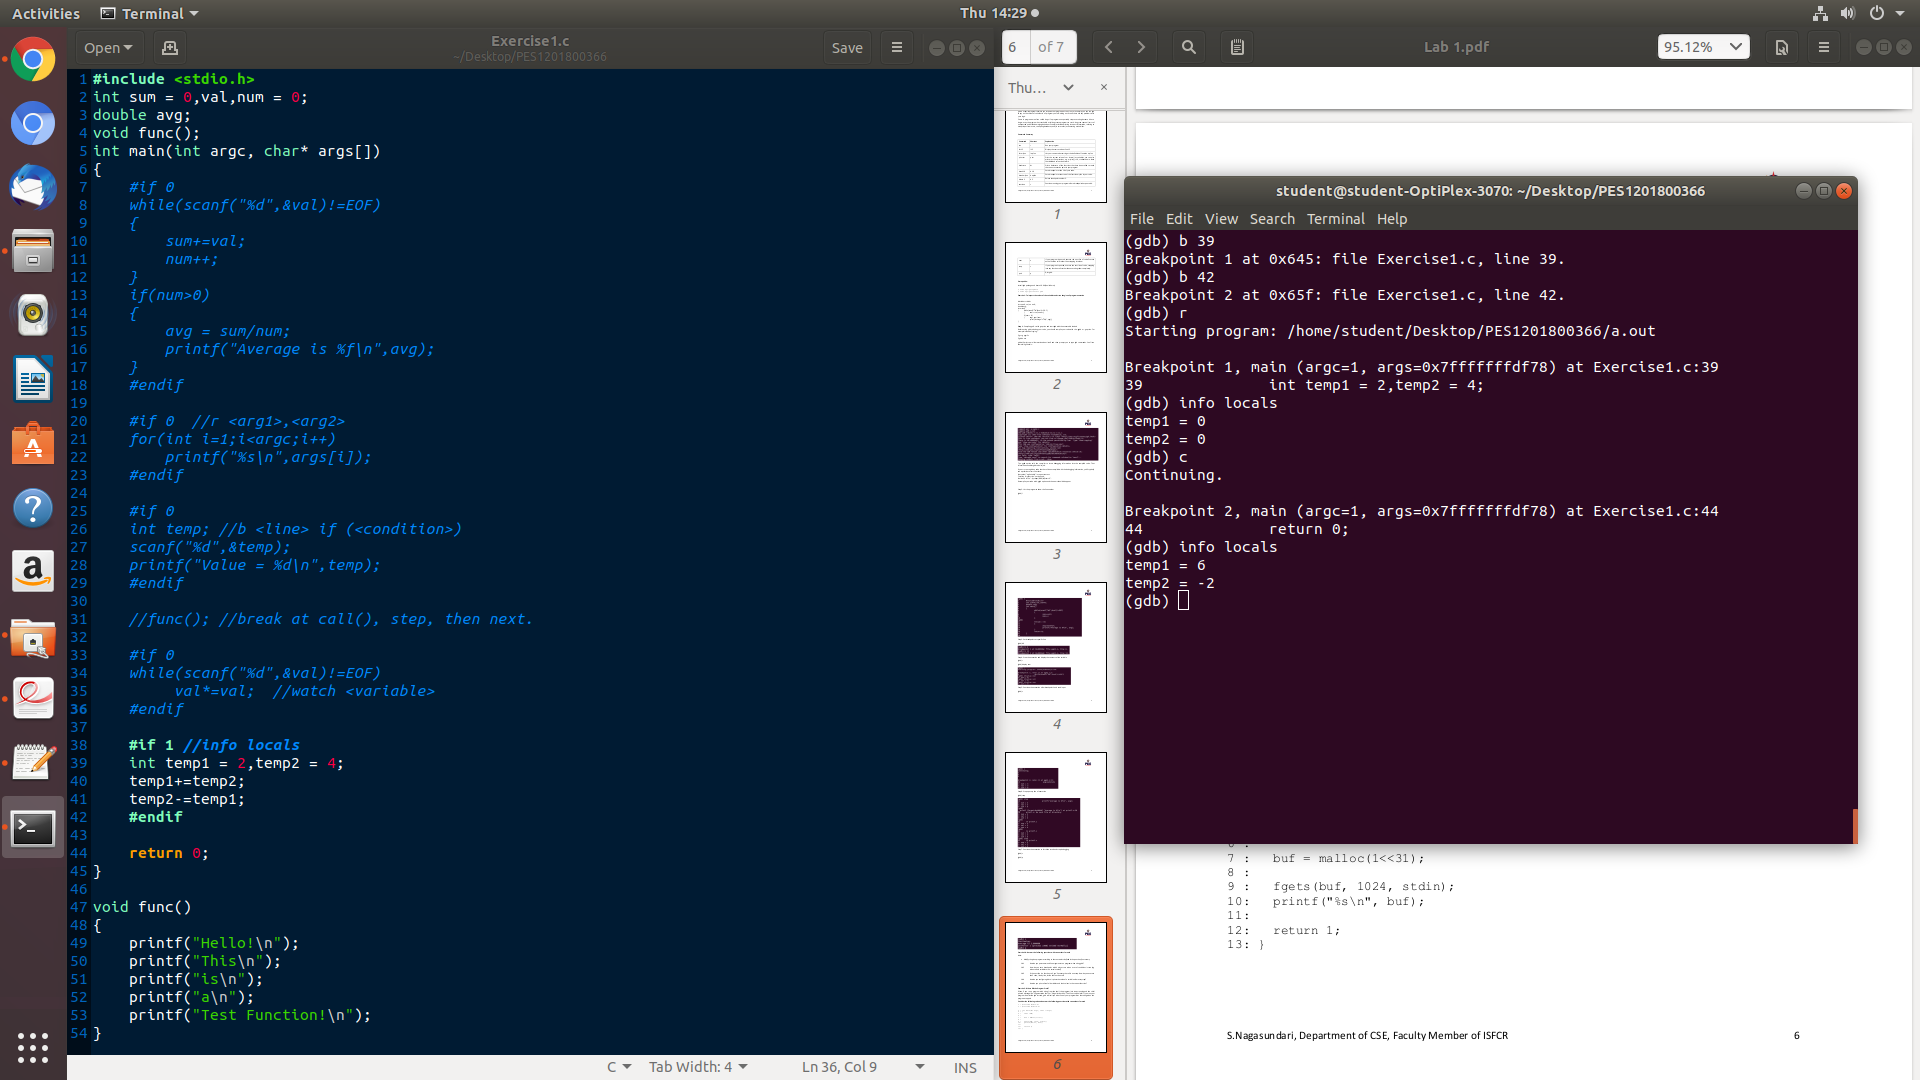 Activities
Terminal
Thu 14:29
Open
Exercise1.c
~/Desktop/PES1201800366
Save
6 of 7
Lab 1.pdf
95.12%
1 #include <stdio.h>
2 int sum = 0,val,num = 0;
3 double avg;
4 void func();
5 int main(int argc, char* args[])
6 {
7 #if 0
8 while(scanf("%d",&val)!=EOF)
9 {
10 sum+=val;
11 num++;
12 }
13 if(num>0)
14 {
15 avg = sum/num;
16 printf("Average is %f\n",avg);
17 }
18 #endif
19
20 #if 0 //r <arg1>,<arg2>
21 for(int i=1;i<argc;i++)
22 printf("%s\n",args[i]);
23 #endif
24
25 #if 0
26 int temp; //b <line> if (<condition>)
27 scanf("%d",&temp);
28 printf("Value = %d\n",temp);
29 #endif
30
31 //func(); //break at call(), step, then next.
32
33 #if 0
34 while(scanf("%d",&val)!=EOF)
35 val*=val; //watch <variable>
36 #endif
37
38 #if 1 //info locals
39 int temp1 = 2,temp2 = 4;
40 temp1+=temp2;
41 temp2-=temp1;
42 #endif
43
44 return 0;
45 }
46
47 void func()
48 {
49 printf("Hello!\n");
50 printf("This\n");
51 printf("is\n");
52 printf("a\n");
53 printf("Test Function!\n");
54 }
C
Tab Width: 4
Ln 36, Col 9
INS
Thu...
1
2
3
4
5
6
student@student-OptiPlex-3070: ~/Desktop/PES1201800366
File Edit View Search Terminal Help
(gdb) b 39
Breakpoint 1 at 0x645: file Exercise1.c, line 39.
(gdb) b 42
Breakpoint 2 at 0x65f: file Exercise1.c, line 42.
(gdb) r
Starting program: /home/student/Desktop/PES1201800366/a.out
Breakpoint 1, main (argc=1, args=0x7fffffffdf78) at Exercise1.c:39
39 int temp1 = 2,temp2 = 4;
(gdb) info locals
temp1 = 0
temp2 = 0
(gdb) c
Continuing.
Breakpoint 2, main (argc=1, args=0x7fffffffdf78) at Exercise1.c:44
44 return 0;
(gdb) info locals
temp1 = 6
temp2 = -2
(gdb)
7 : buf = malloc(1<<31);
8 :
9 : fgets(buf, 1024, stdin);
10: printf("%s\n", buf);
11:
12: return 1;
13: }
S.Nagasundari, Department of CSE, Faculty Member of ISFCR
6